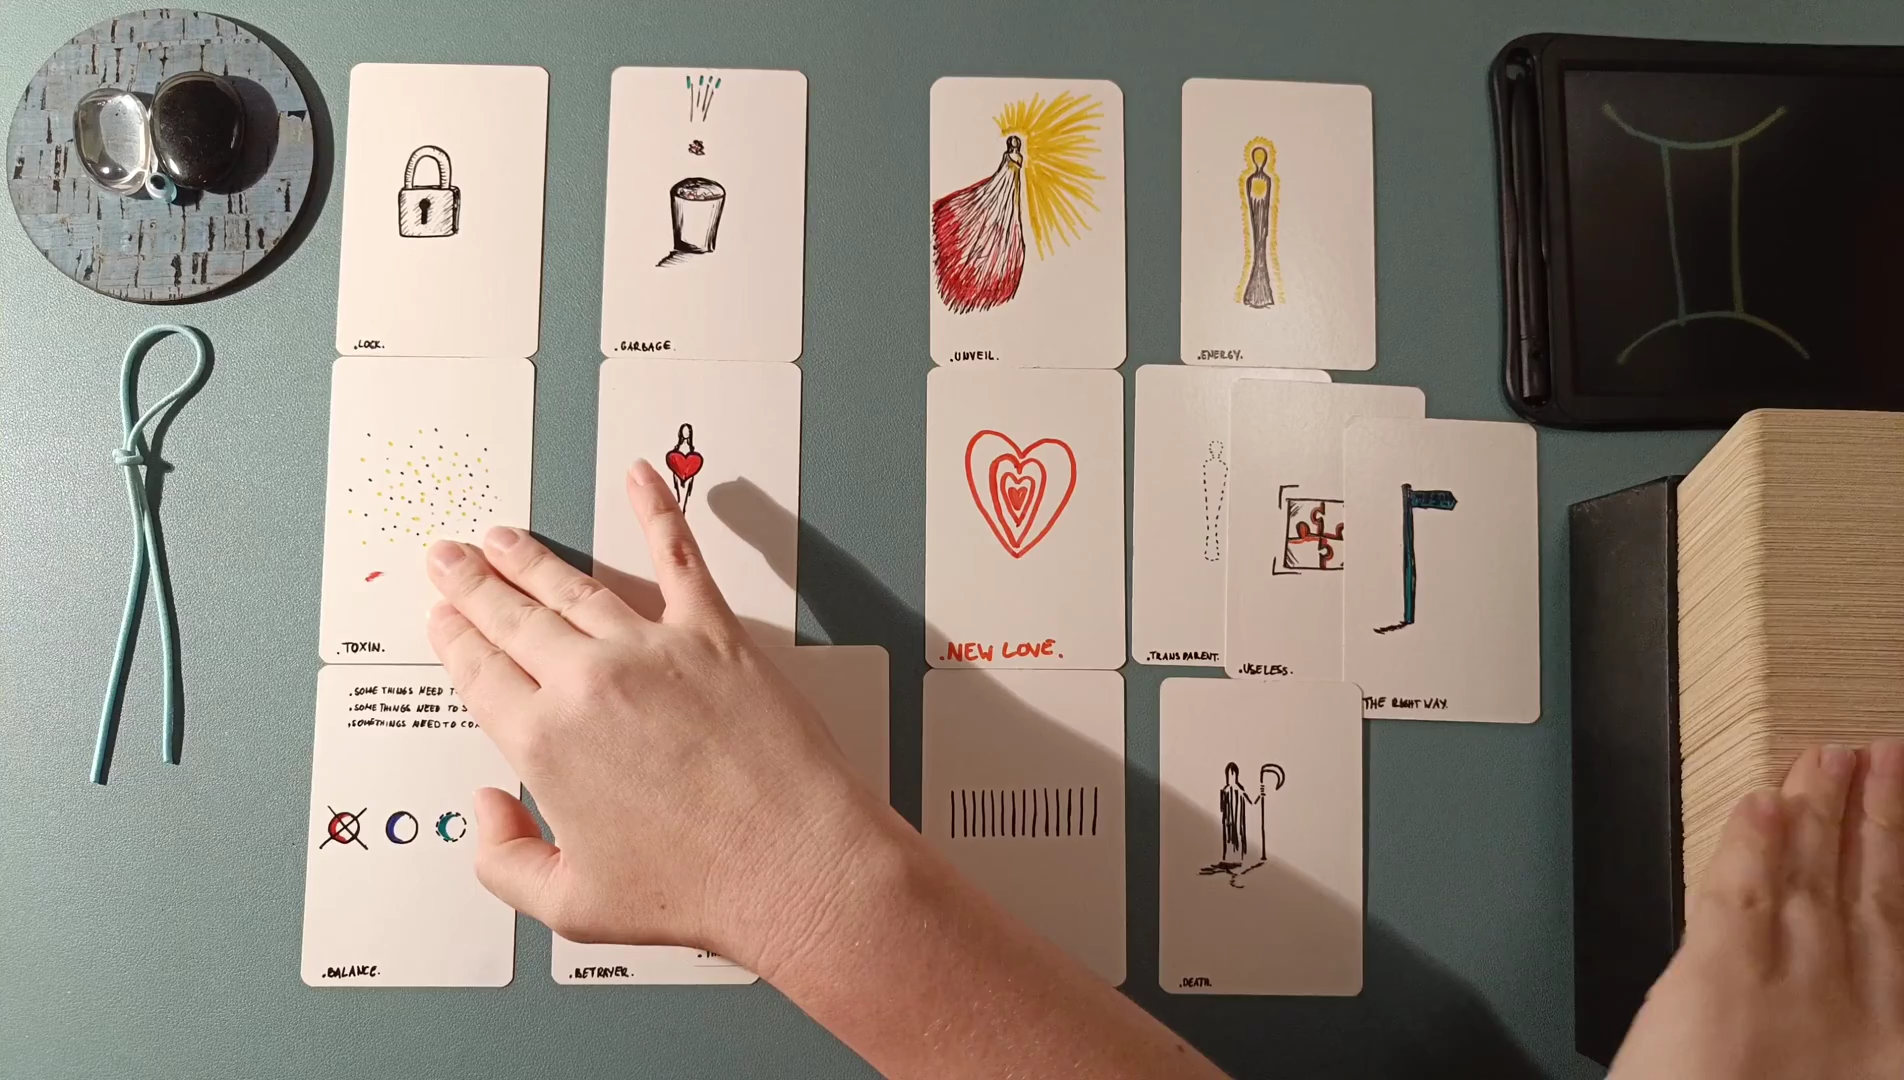 .LOCK.
.GARBAGE.
.UNVEIL.
.ENERGY.
.TOXIN.
.NEW LOVE.
.TRANSPARENT.
.USELESS.
THE RIGHT WAY.
.SOME THINGS NEED
.SOME THINGS NEED TO
.SOMETHINGS NEED TO
.BALANCE.
.BETRAYER.
.DEATH.